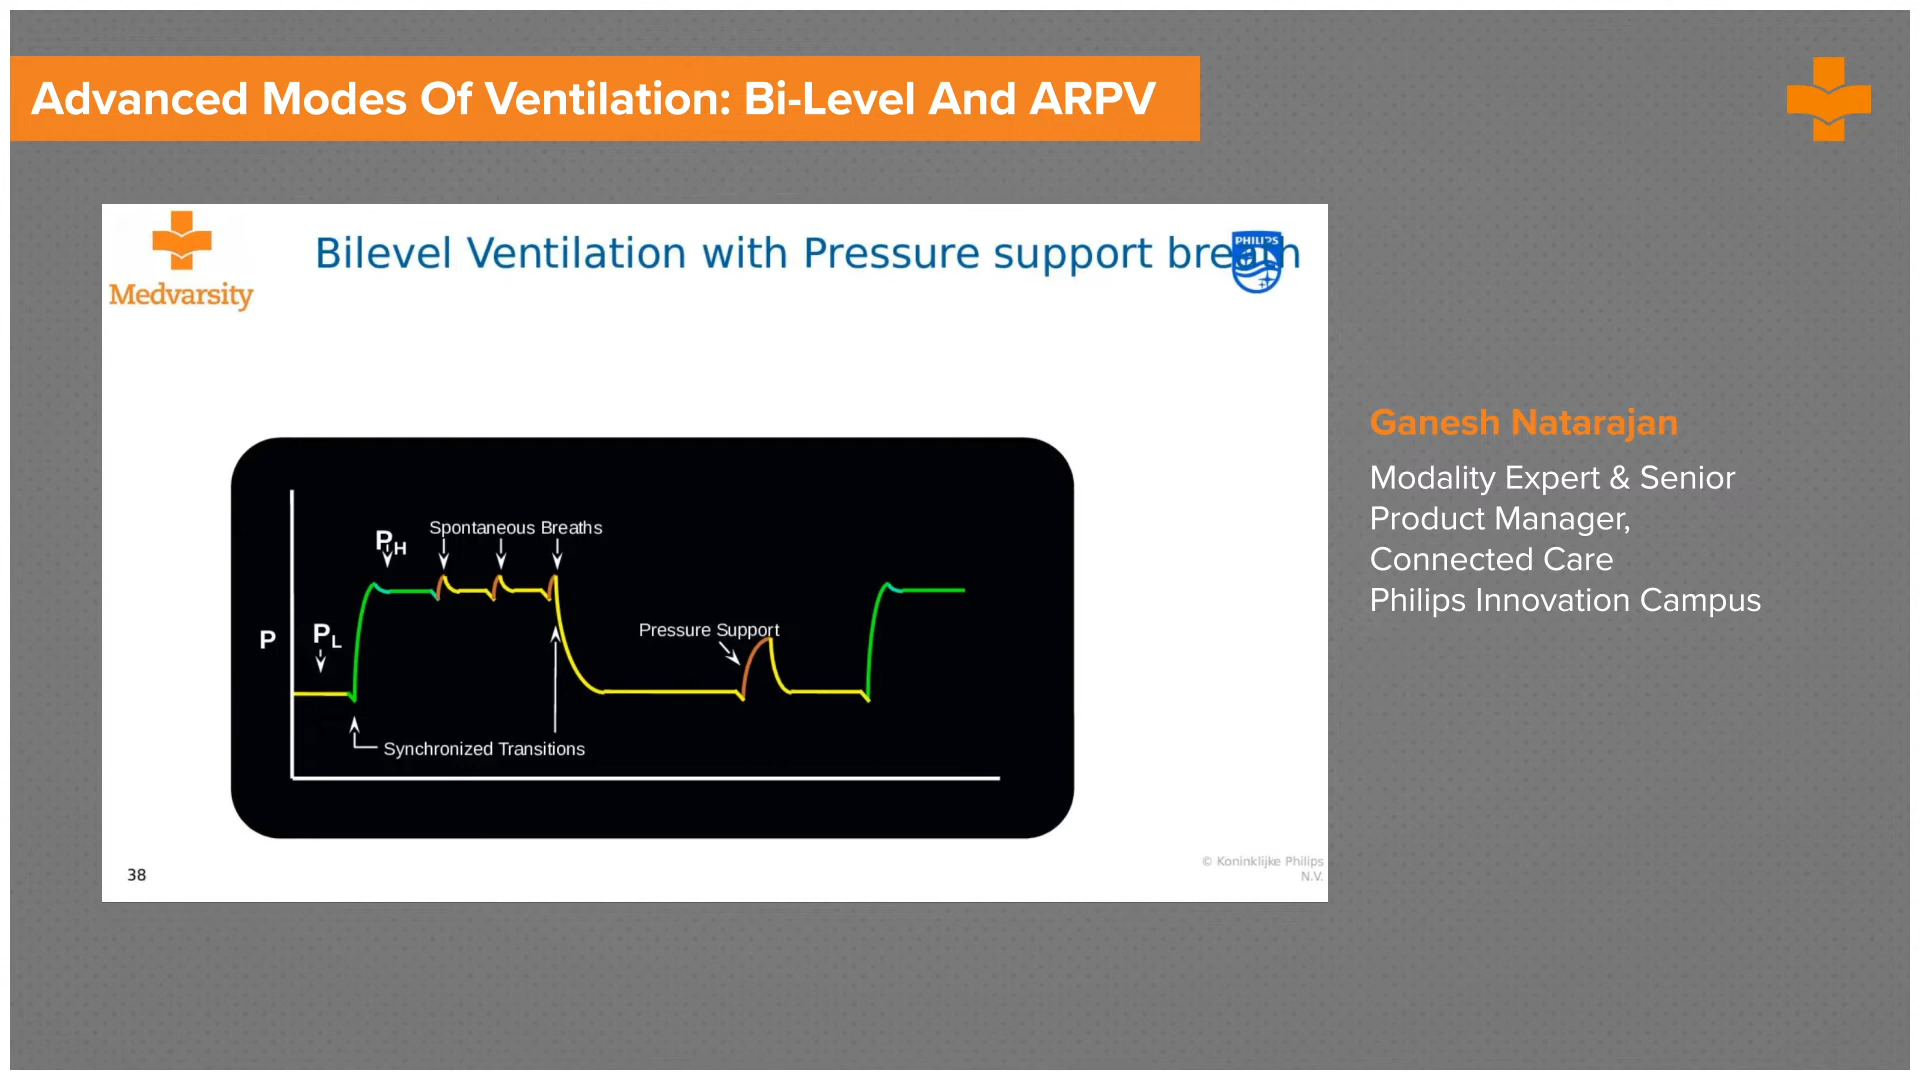 Advanced Modes Of Ventilation: Bi-Level And ARPV
Medvarsity
Bilevel Ventilation with Pressure support breath
PHILIPS
Spontaneous Breaths
PH
PL
P
Pressure Support
Synchronized Transitions
38
© Koninklijke Philips
N.V.
Ganesh Natarajan
Modality Expert & Senior
Product Manager,
Connected Care
Philips Innovation Campus